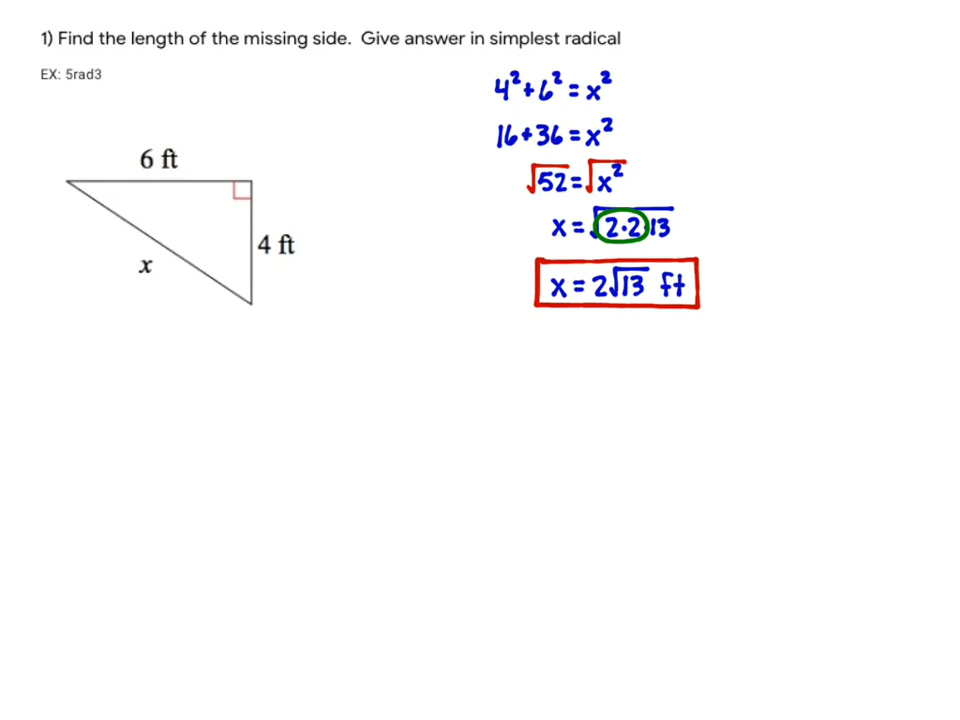 1) Find the length of the missing side.  Give answer in simplest radical
EX: 5rad3
6 ft
4 ft
x
4² + 6² = x²
16 + 36 = x²
√52 = √x²
x = √2·2·13
x = 2√13 ft